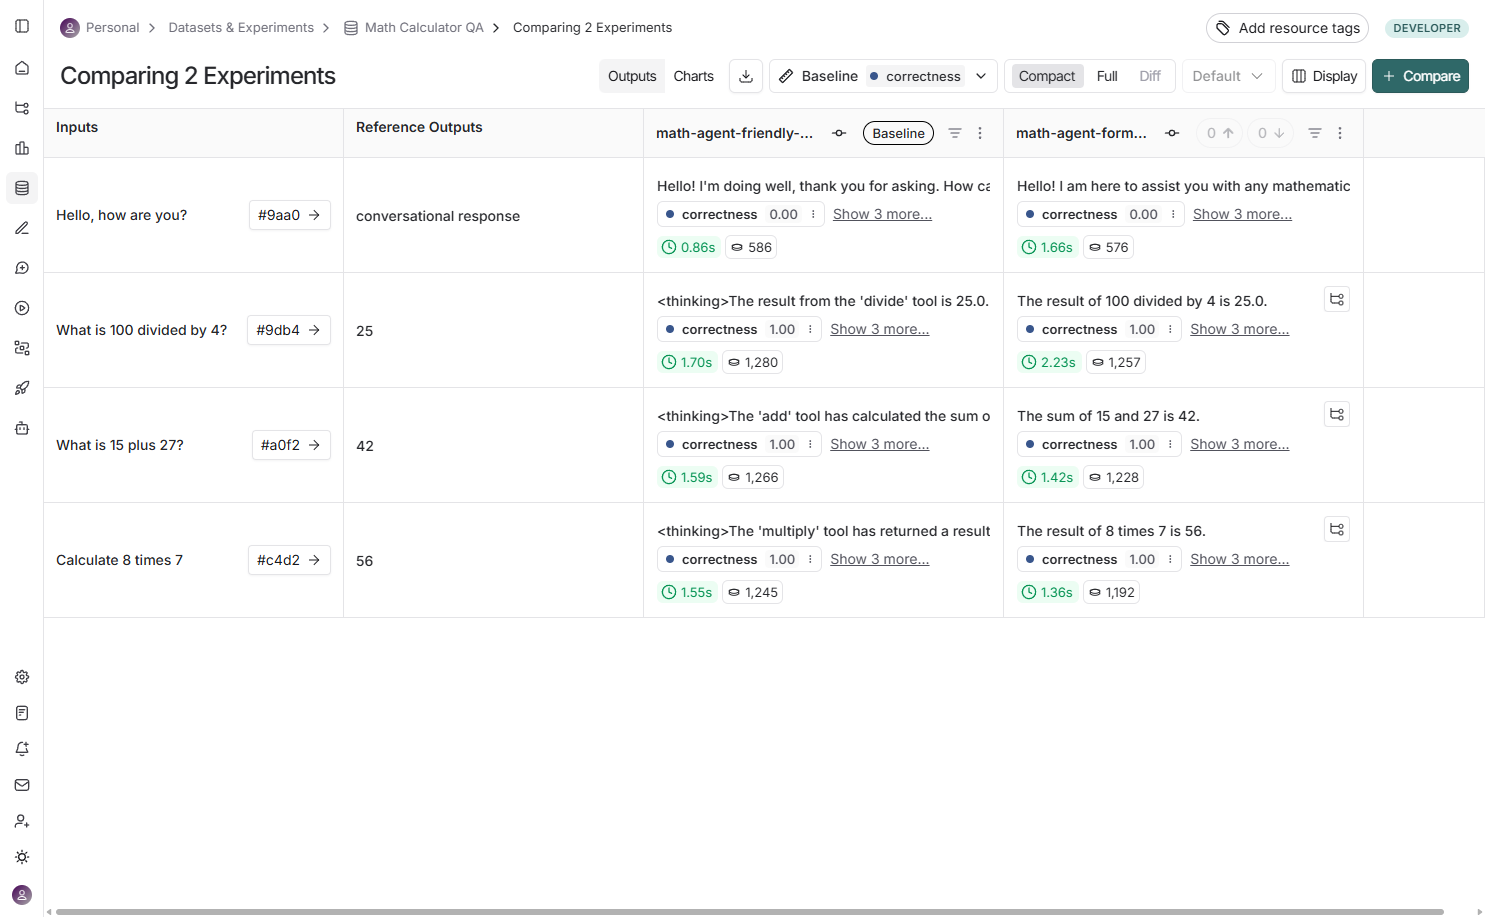 Personal
Datasets & Experiments
Math Calculator QA
Comparing 2 Experiments
Add resource tags
DEVELOPER
Comparing 2 Experiments
Outputs
Charts
Baseline
correctness
Compact
Full
Diff
Default
Display
Compare
Inputs
Reference Outputs
math-agent-friendly-...
Baseline
math-agent-form...
0
0
Hello, how are you?
#9aa0
conversational response
Hello! I'm doing well, thank you for asking. How ca
correctness 0.00
Show 3 more...
0.86s
586
Hello! I am here to assist you with any mathematic
correctness 0.00
Show 3 more...
1.66s
576
What is 100 divided by 4?
#9db4
25
<thinking>The result from the 'divide' tool is 25.0.
correctness 1.00
Show 3 more...
1.70s
1,280
The result of 100 divided by 4 is 25.0.
correctness 1.00
Show 3 more...
2.23s
1,257
What is 15 plus 27?
#a0f2
42
<thinking>The 'add' tool has calculated the sum o
correctness 1.00
Show 3 more...
1.59s
1,266
The sum of 15 and 27 is 42.
correctness 1.00
Show 3 more...
1.42s
1,228
Calculate 8 times 7
#c4d2
56
<thinking>The 'multiply' tool has returned a result
correctness 1.00
Show 3 more...
1.55s
1,245
The result of 8 times 7 is 56.
correctness 1.00
Show 3 more...
1.36s
1,192